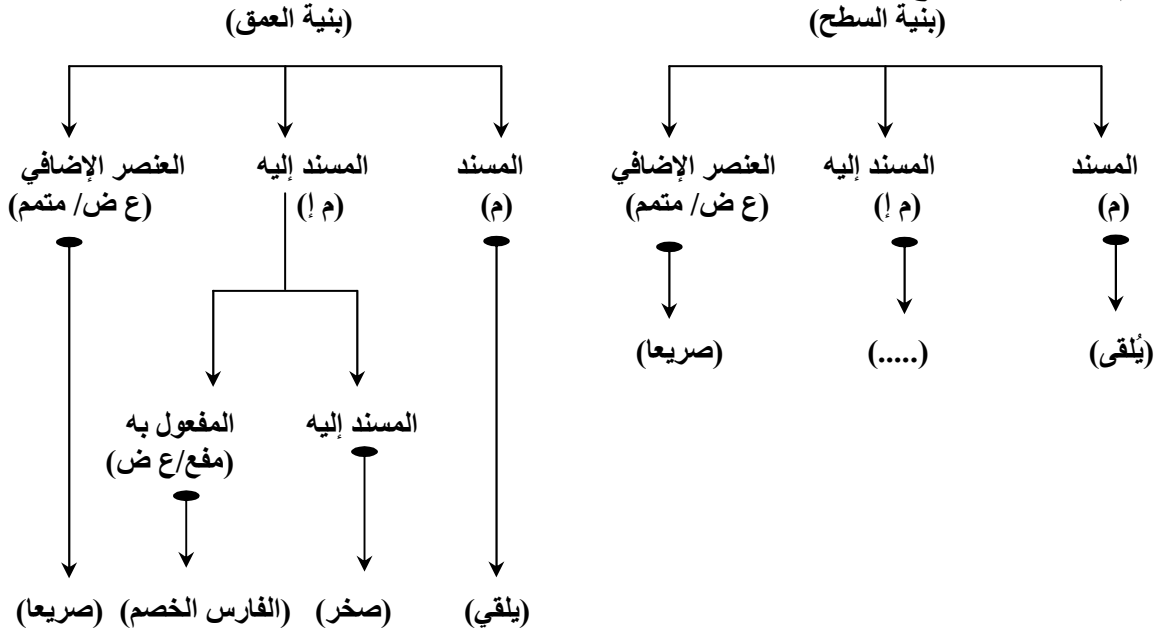 (بنية السطح)
المسند
(م)
المسند إليه
(م إ)
العنصر الإضافي
(ع ض/ متمم)
(يُلقى)
(.....)
(صريعا)
(بنية العمق)
المسند
(م)
المسند إليه
(م إ)
العنصر الإضافي
(ع ض/ متمم)
المسند إليه
المفعول به
(مفع/ع ض)
(يلقي)
(صخر)
(الفارس الخصم)
(صريعا)